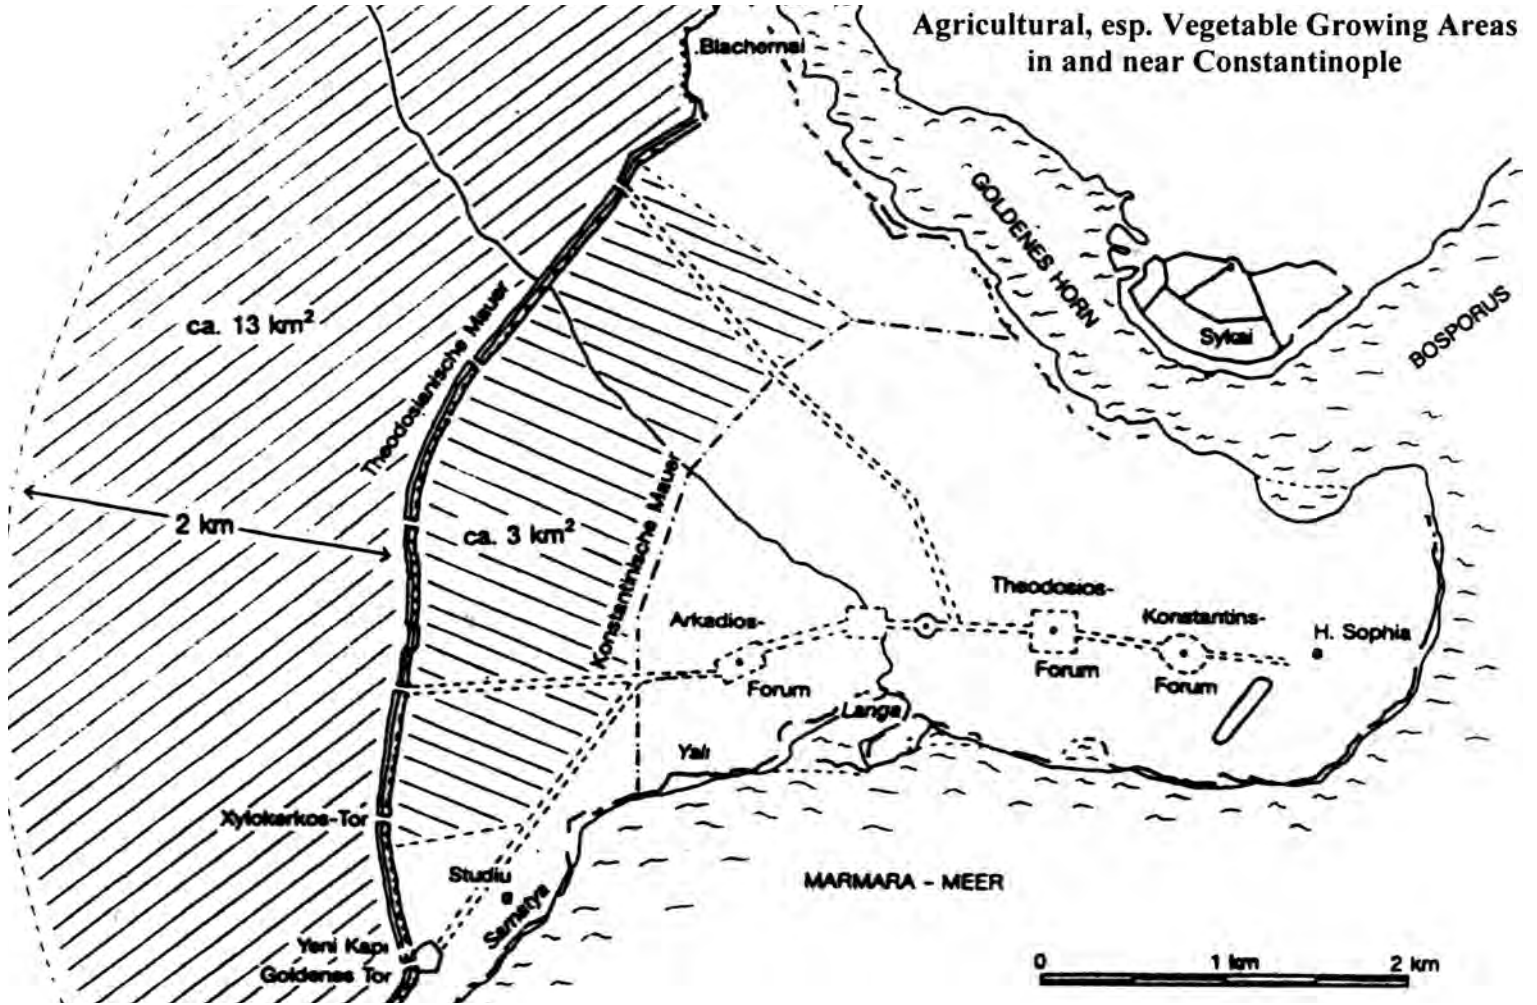 Agricultural, esp. Vegetable Growing Areas
in and near Constantinople
Blachernai
GOLDENES HORN
Sykai
BOSPORUS
ca. 13 km²
Theodosianische Mauer
2 km
ca. 3 km²
Konstantinische Mauer
Arkadios-
Forum
Theodosios-
Forum
Konstantins-
Forum
H. Sophia
Langa
Yalı
Xylokerkos-Tor
Studiu
Samatya
MARMARA - MEER
Yeni Kapı
Goldenes Tor
0 1 km 2 km